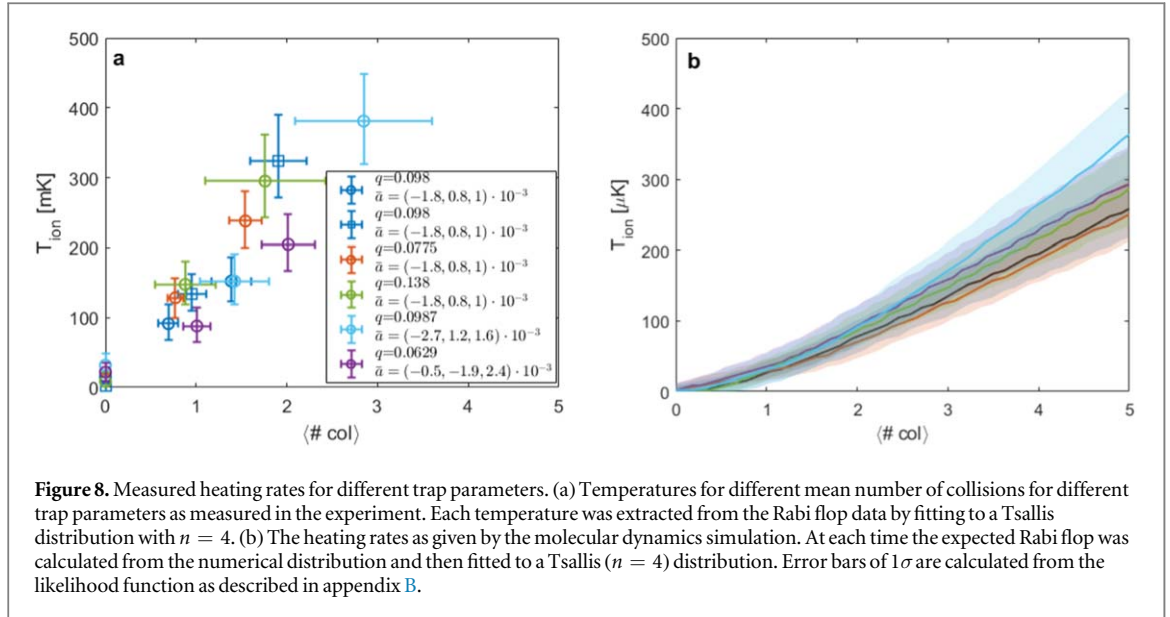 a
500
400
300
200
100
0
T_ion [mK]
0 1 2 3 4 5
⟨# col⟩
q=0.098
ā = (−1.8, 0.8, 1) · 10⁻³
q=0.098
ā = (−1.8, 0.8, 1) · 10⁻³
q=0.0775
ā = (−1.8, 0.8, 1) · 10⁻³
q=0.138
ā = (−1.8, 0.8, 1) · 10⁻³
q=0.0987
ā = (−2.7, 1.2, 1.6) · 10⁻³
q=0.0629
ā = (−0.5, −1.9, 2.4) · 10⁻³
b
500
400
300
200
100
0
T_ion [μK]
0 1 2 3 4 5
⟨# col⟩
Figure 8. Measured heating rates for different trap parameters. (a) Temperatures for different mean number of collisions for different
trap parameters as measured in the experiment. Each temperature was extracted from the Rabi flop data by fitting to a Tsallis
distribution with n = 4. (b) The heating rates as given by the molecular dynamics simulation. At each time the expected Rabi flop was
calculated from the numerical distribution and then fitted to a Tsallis (n = 4) distribution. Error bars of 1σ are calculated from the
likelihood function as described in appendix B.